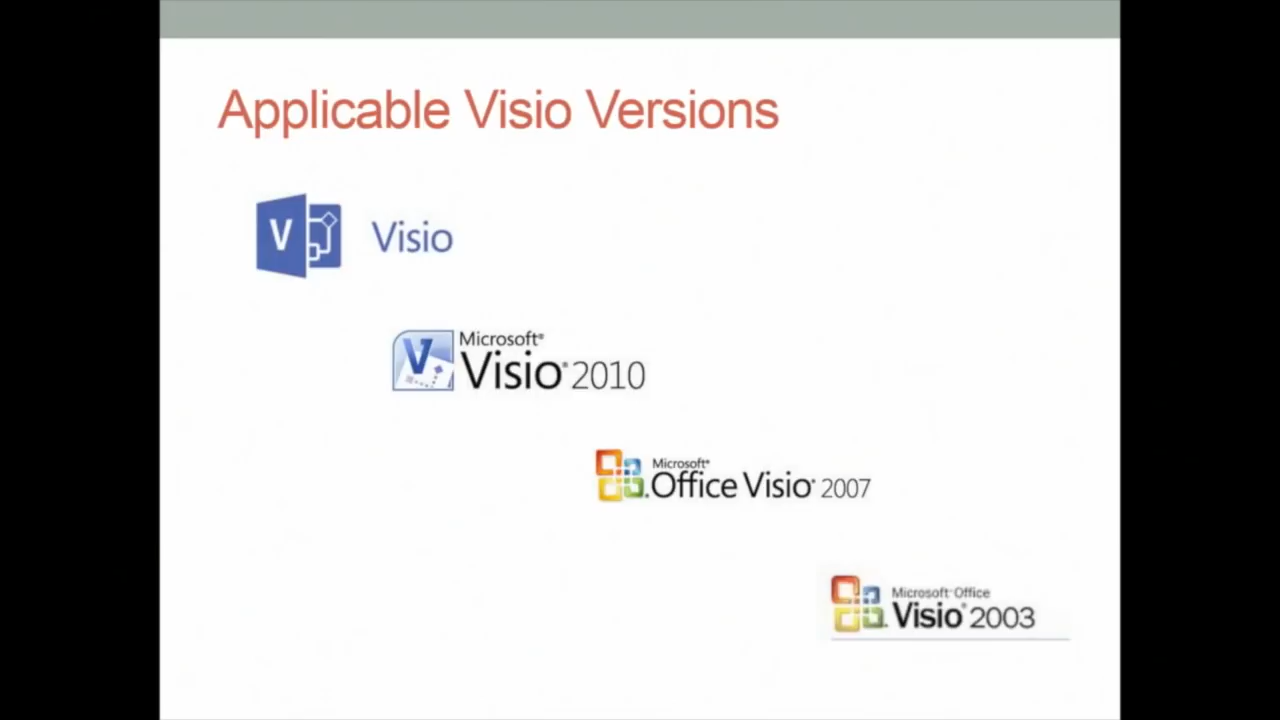 Applicable Visio Versions
V Visio
Microsoft®
V Visio® 2010
Microsoft®
Office Visio® 2007
Microsoft® Office
Visio® 2003